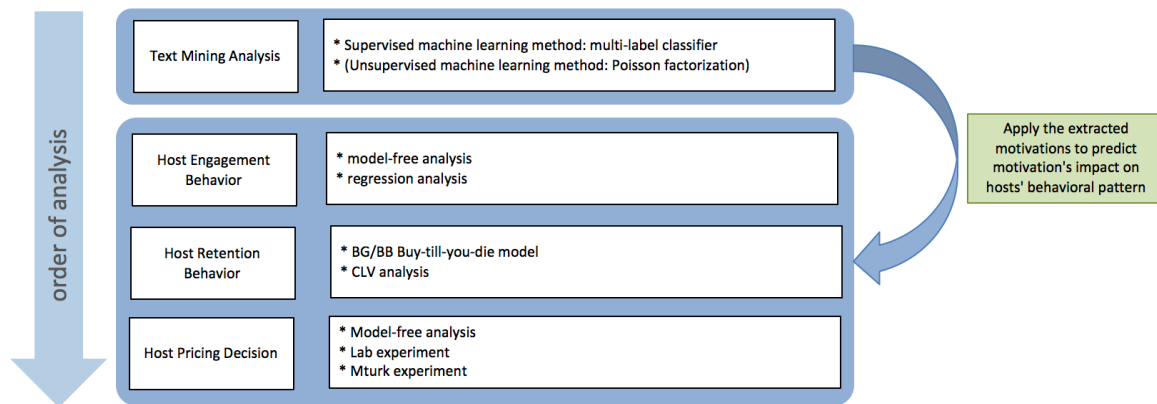 order of analysis
Text Mining Analysis
* Supervised machine learning method: multi-label classifier
* (Unsupervised machine learning method: Poisson factorization)
Host Engagement
Behavior
* model-free analysis
* regression analysis
Host Retention
Behavior
* BG/BB Buy-till-you-die model
* CLV analysis
Host Pricing Decision
* Model-free analysis
* Lab experiment
* Mturk experiment
Apply the extracted
motivations to predict
motivation's impact on
hosts' behavioral pattern